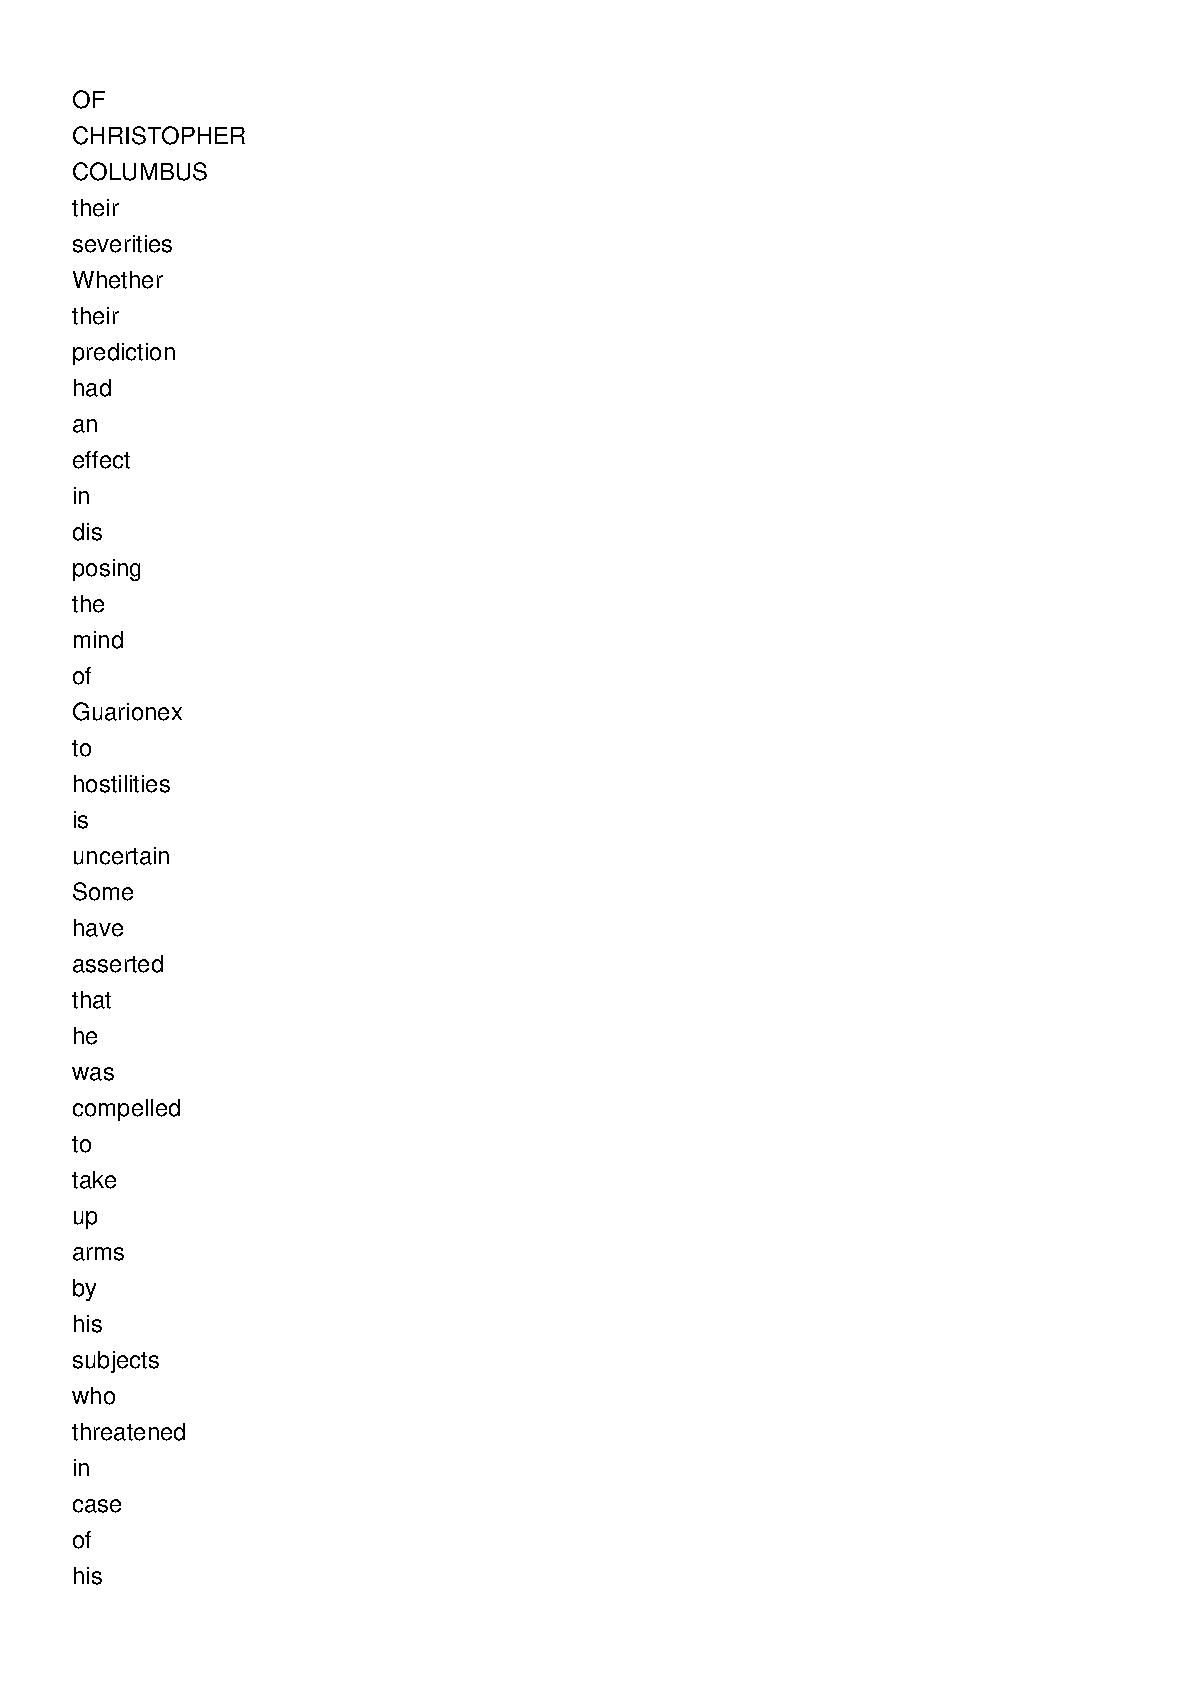 OF
CHRISTOPHER
COLUMBUS
their
severities
Whether
their
prediction
had
an
effect
in
dis
posing
the
mind
of
Guarionex
to
hostilities
is
uncertain
Some
have
asserted
that
he
was
compelled
to
take
up
arms
by
his
subjects
who
threatened
in
case
of
his